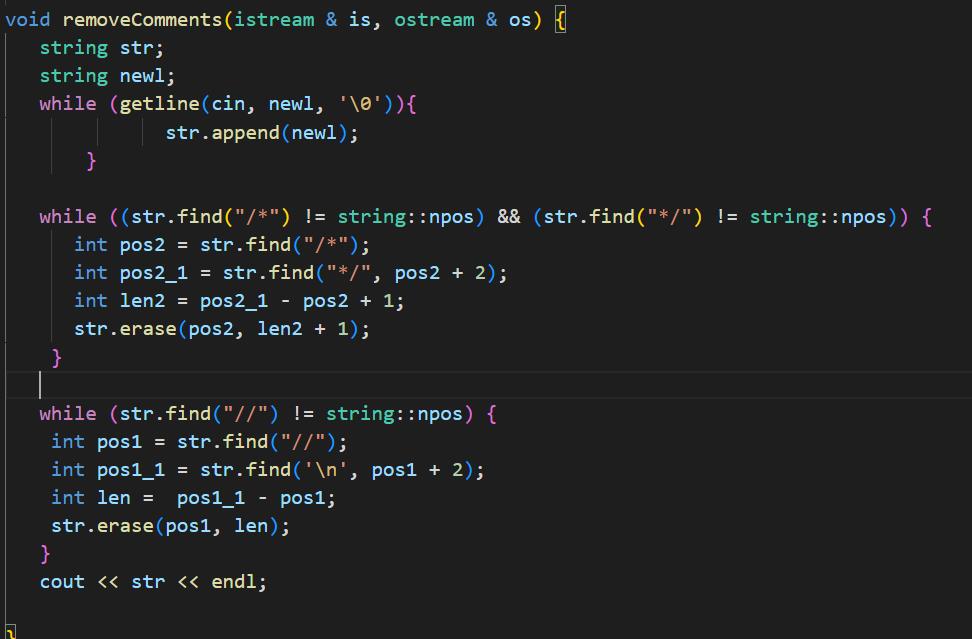 void removeComments(istream & is, ostream & os) {
string str;
string newl;
while (getline(cin, newl, '\0')){
str.append(newl);
}
while ((str.find("/*") != string::npos) && (str.find("*/") != string::npos)) {
int pos2 = str.find("/*");
int pos2_1 = str.find("*/", pos2 + 2);
int len2 = pos2_1 - pos2 + 1;
str.erase(pos2, len2 + 1);
}
while (str.find("//") != string::npos) {
int pos1 = str.find("//");
int pos1_1 = str.find('\n', pos1 + 2);
int len =  pos1_1 - pos1;
str.erase(pos1, len);
}
cout << str << endl;
}